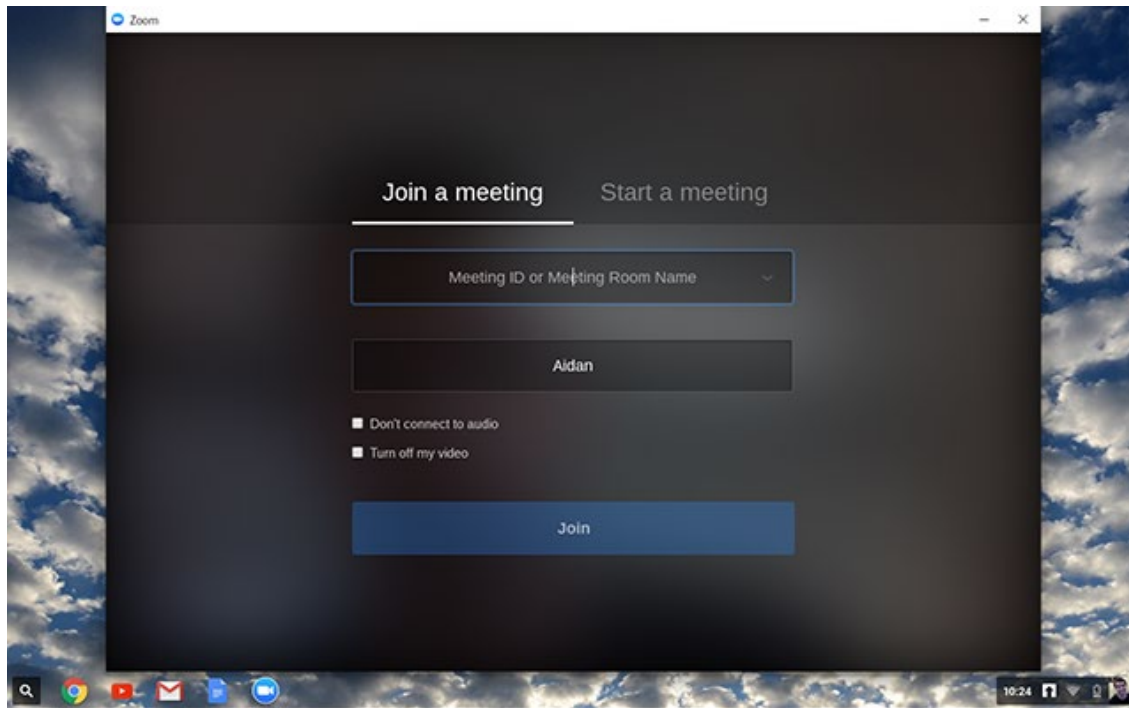 Zoom
Join a meeting Start a meeting
Meeting ID or Meeting Room Name
Aidan
Don't connect to audio
Turn off my video
Join
10:24